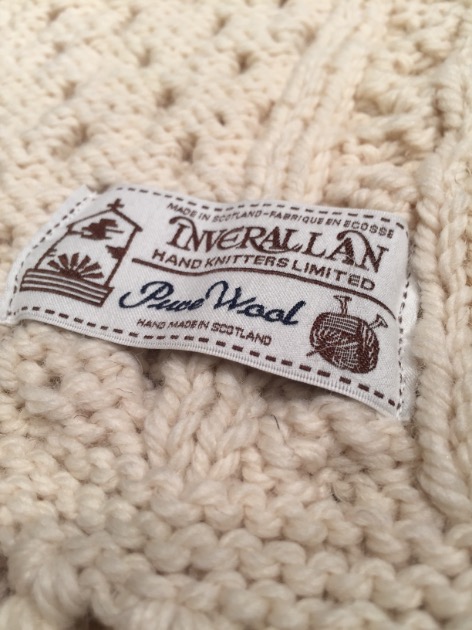 MADE IN SCOTLAND-FABRIQUE EN ECOSSE
INVERALLAN
HAND KNITTERS LIMITED
Pure Wool
HAND MADE IN SCOTLAND